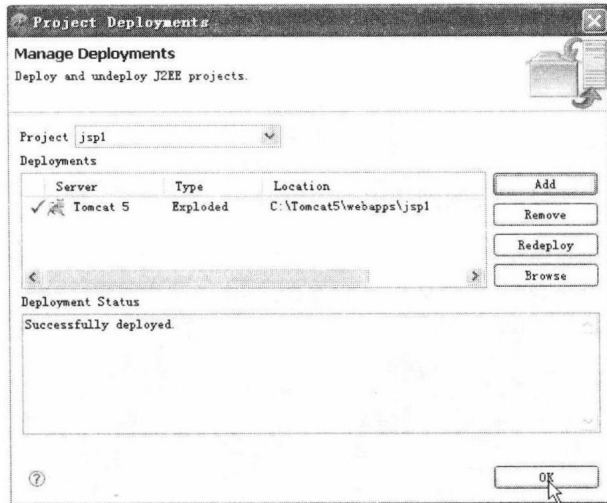 Project Deployments
Manage Deployments
Deploy and undeploy J2EE projects.
Project jsp1
Deployments
Server Type Location
Tomcat 5 Exploded C:\Tomcat5\webapps\jsp1
Add
Remove
Redeploy
Browse
Deployment Status
Successfully deployed.
?
OK